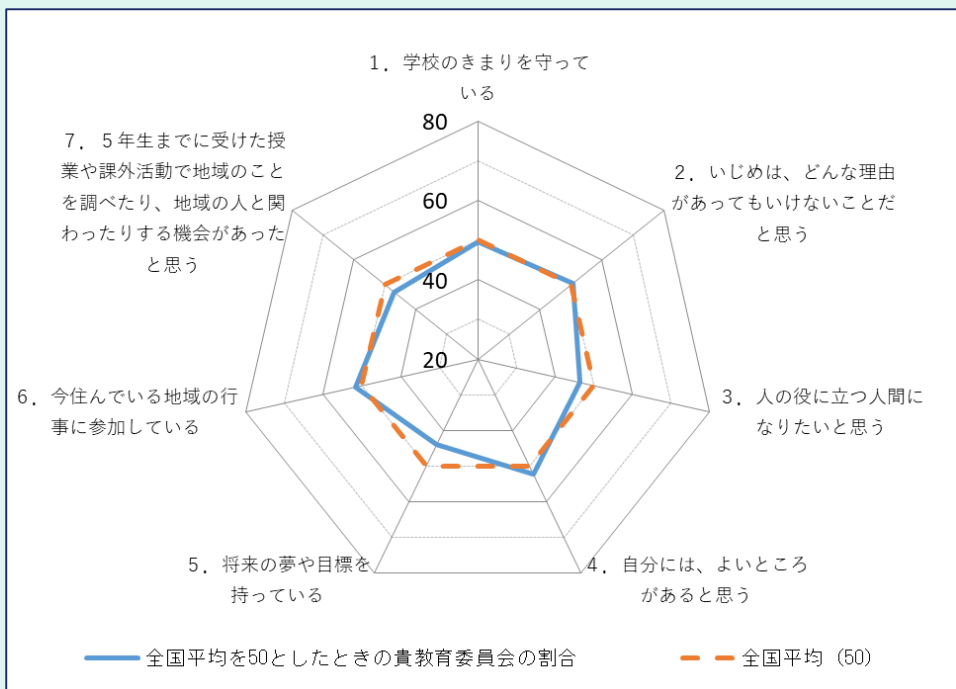 1．学校のきまりを守って
いる
2．いじめは、どんな理由
があってもいけないことだ
と思う
3．人の役に立つ人間に
なりたいと思う
4．自分には、よいところ
があると思う
5．将来の夢や目標を
持っている
6．今住んでいる地域の行
事に参加している
7．５年生までに受けた授
業や課外活動で地域のこと
を調べたり、地域の人と関
わったりする機会があった
と思う
80
60
40
20
全国平均を50としたときの貴教育委員会の割合
全国平均（50）